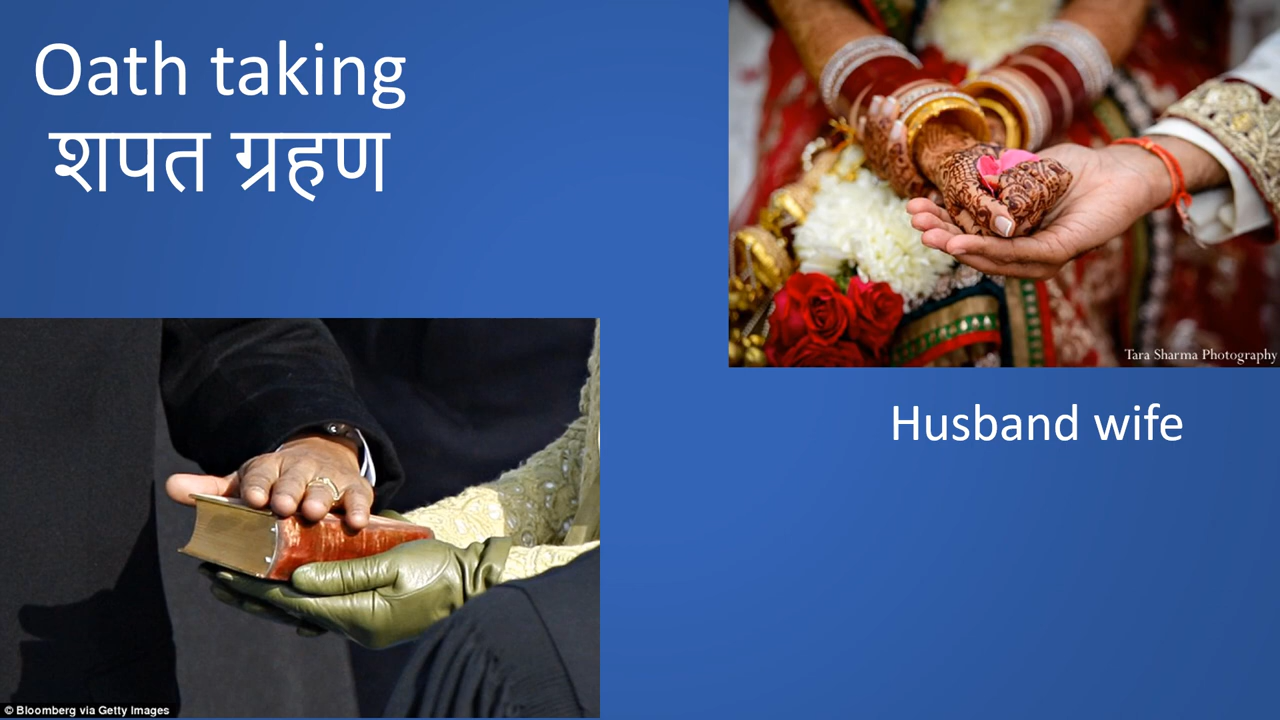 Oath taking
शपत ग्रहण
Tara Sharma Photography
Husband wife
© Bloomberg via Getty Images